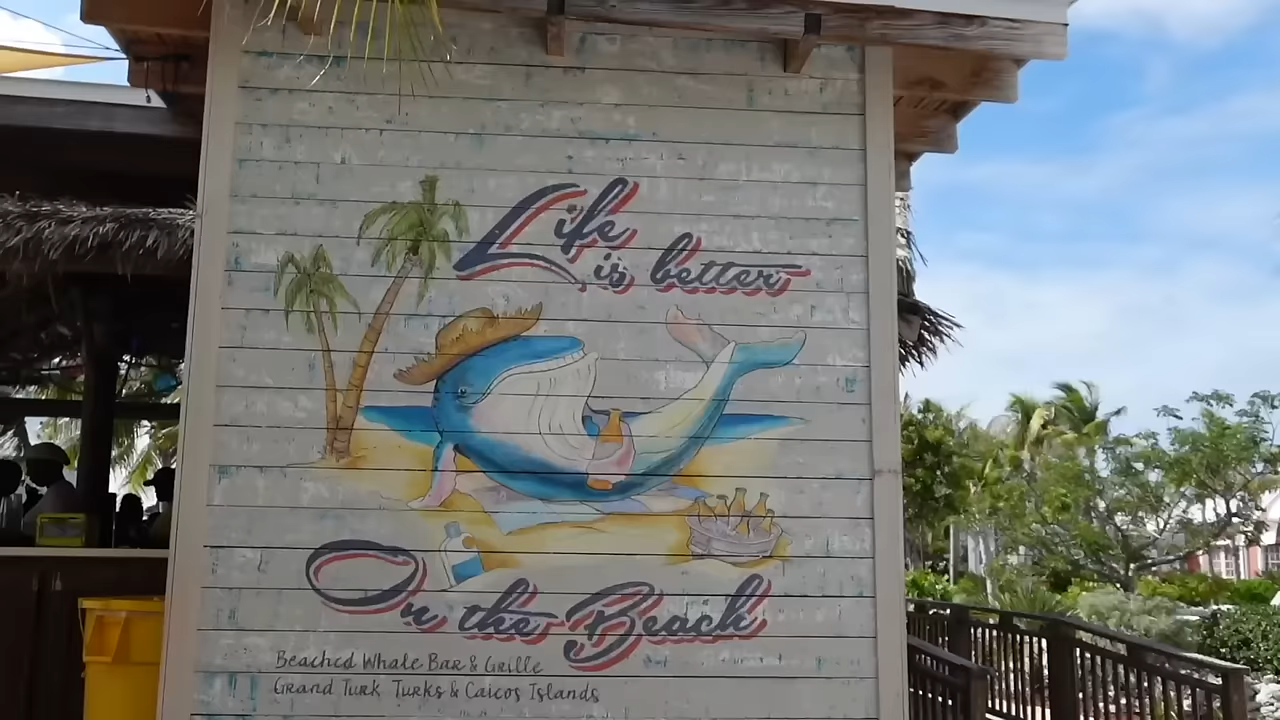 Life
is better
On the Beach
Beached Whale Bar & Grille
Grand Turk Turks & Caicos Islands